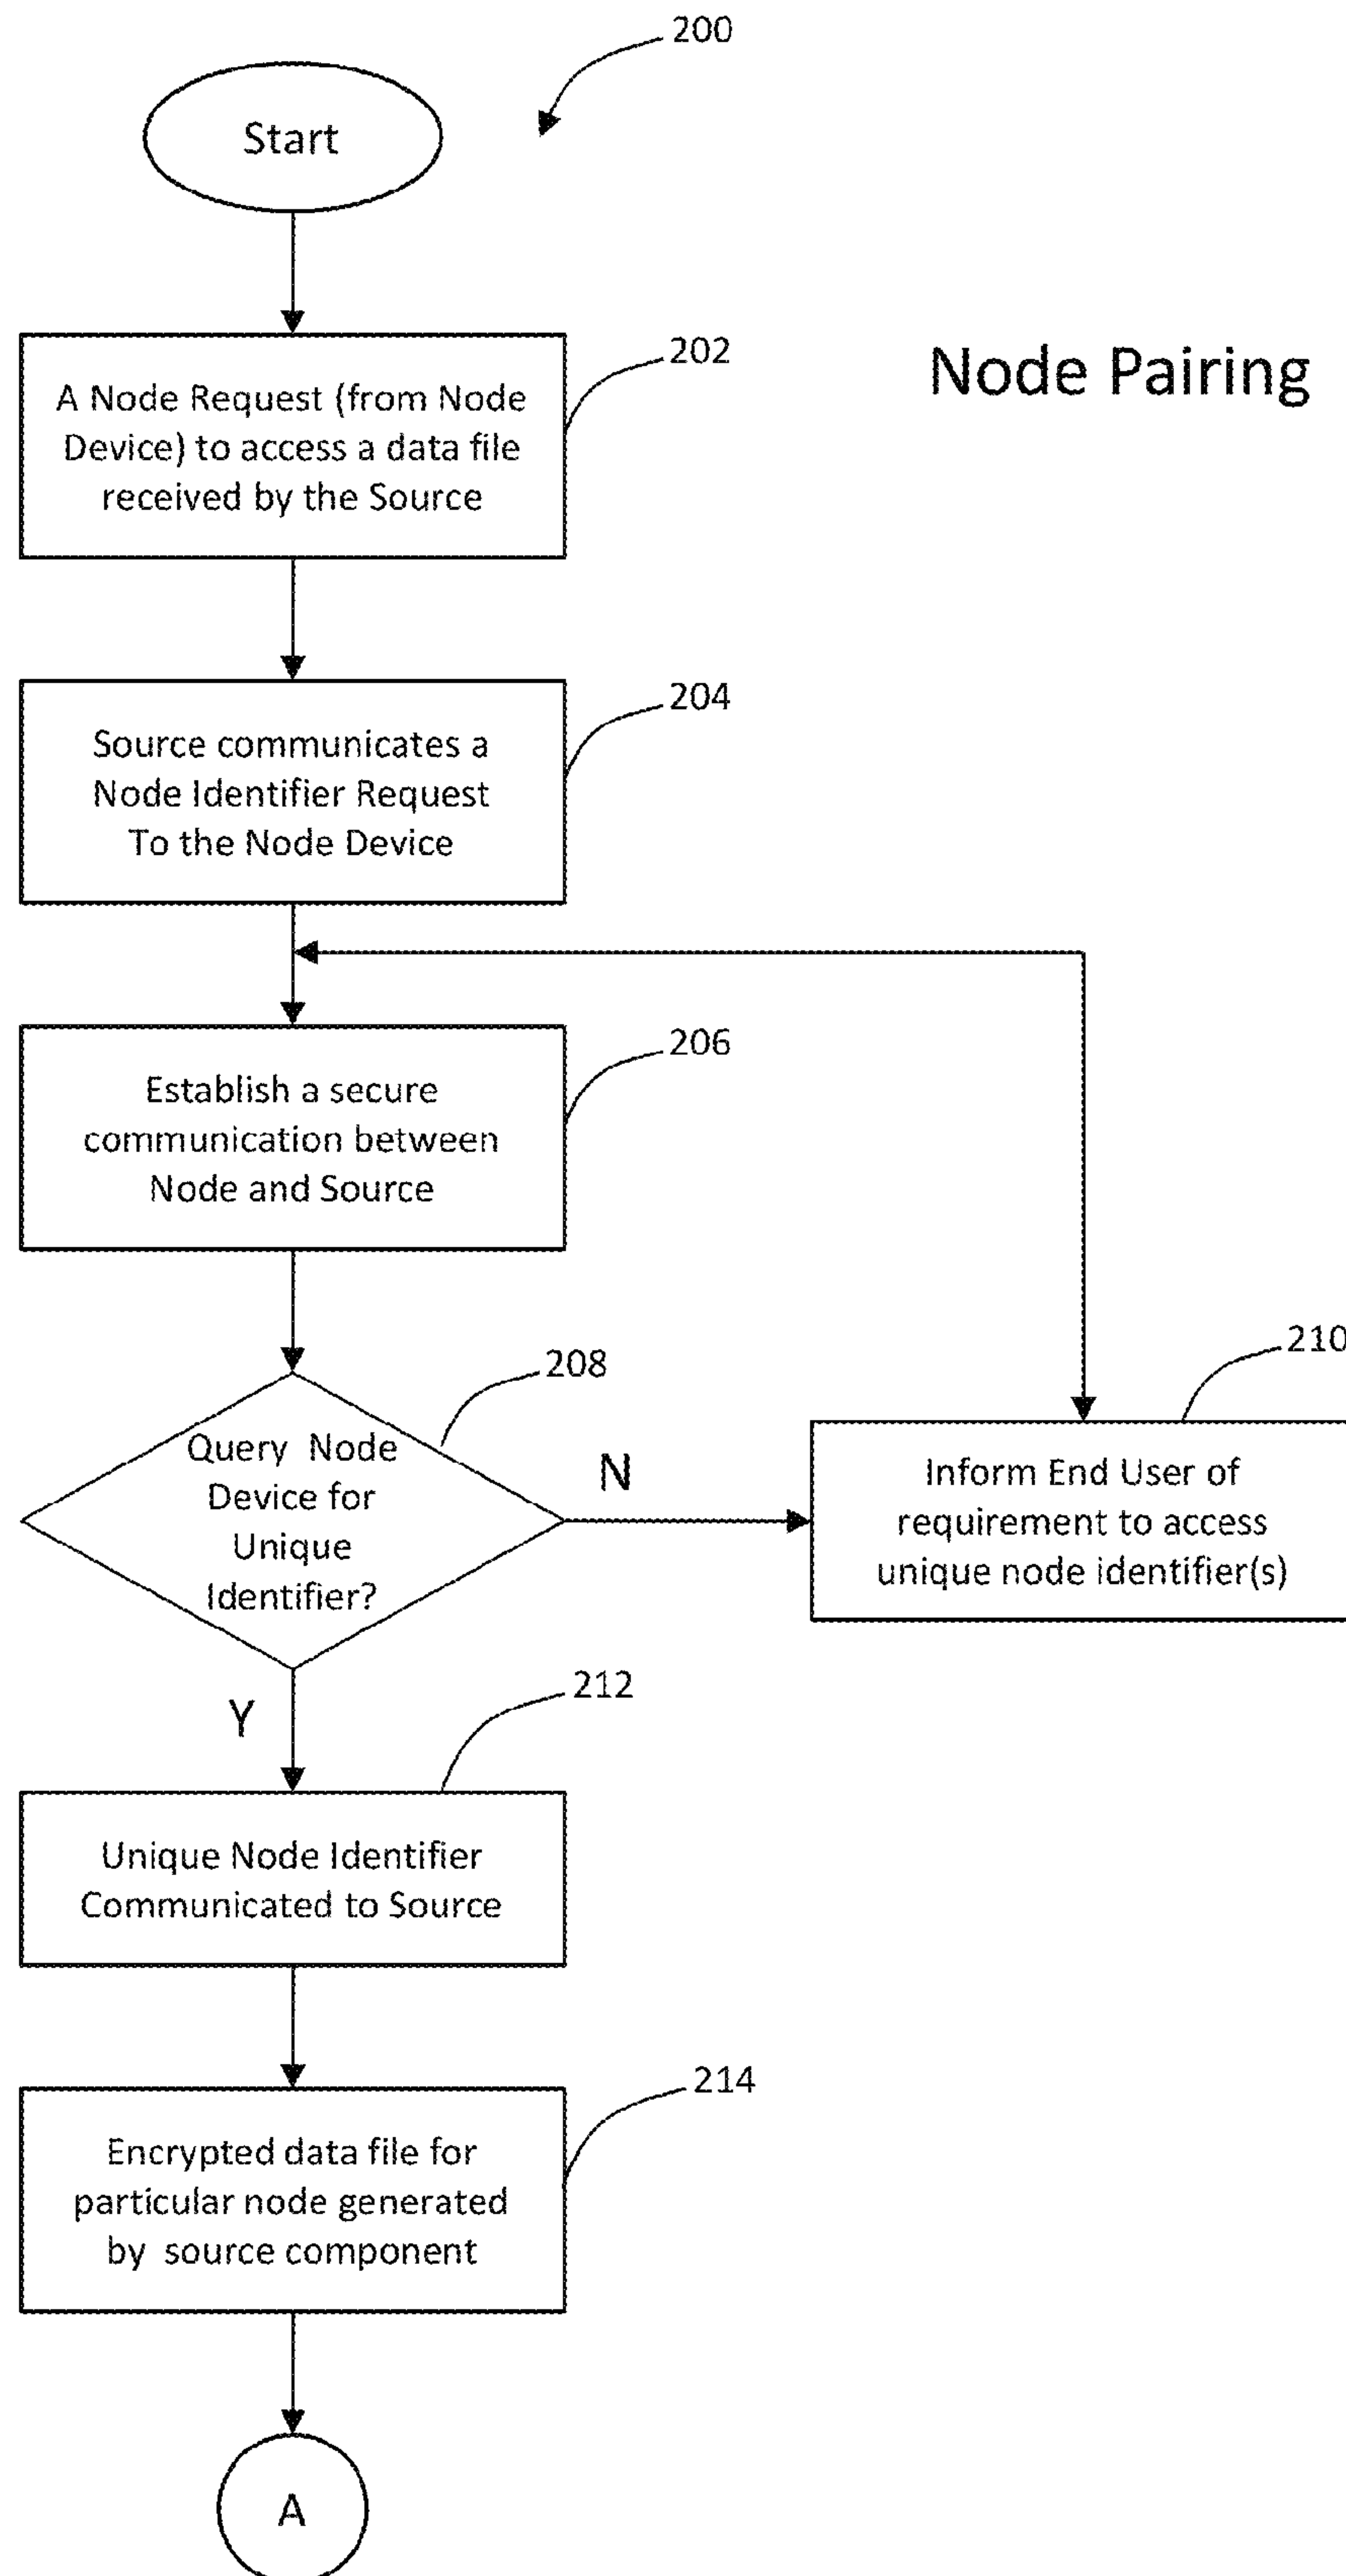 200
Start
Node Pairing
202
A Node Request (from Node
Device) to access a data file
received by the Source
204
Source communicates a
Node Identifier Request
To the Node Device
206
Establish a secure
communication between
Node and Source
208
Query Node
Device for
Unique
Identifier?
N
210
Inform End User of
requirement to access
unique node identifier(s)
Y
212
Unique Node Identifier
Communicated to Source
214
Encrypted data file for
particular node generated
by source component
A